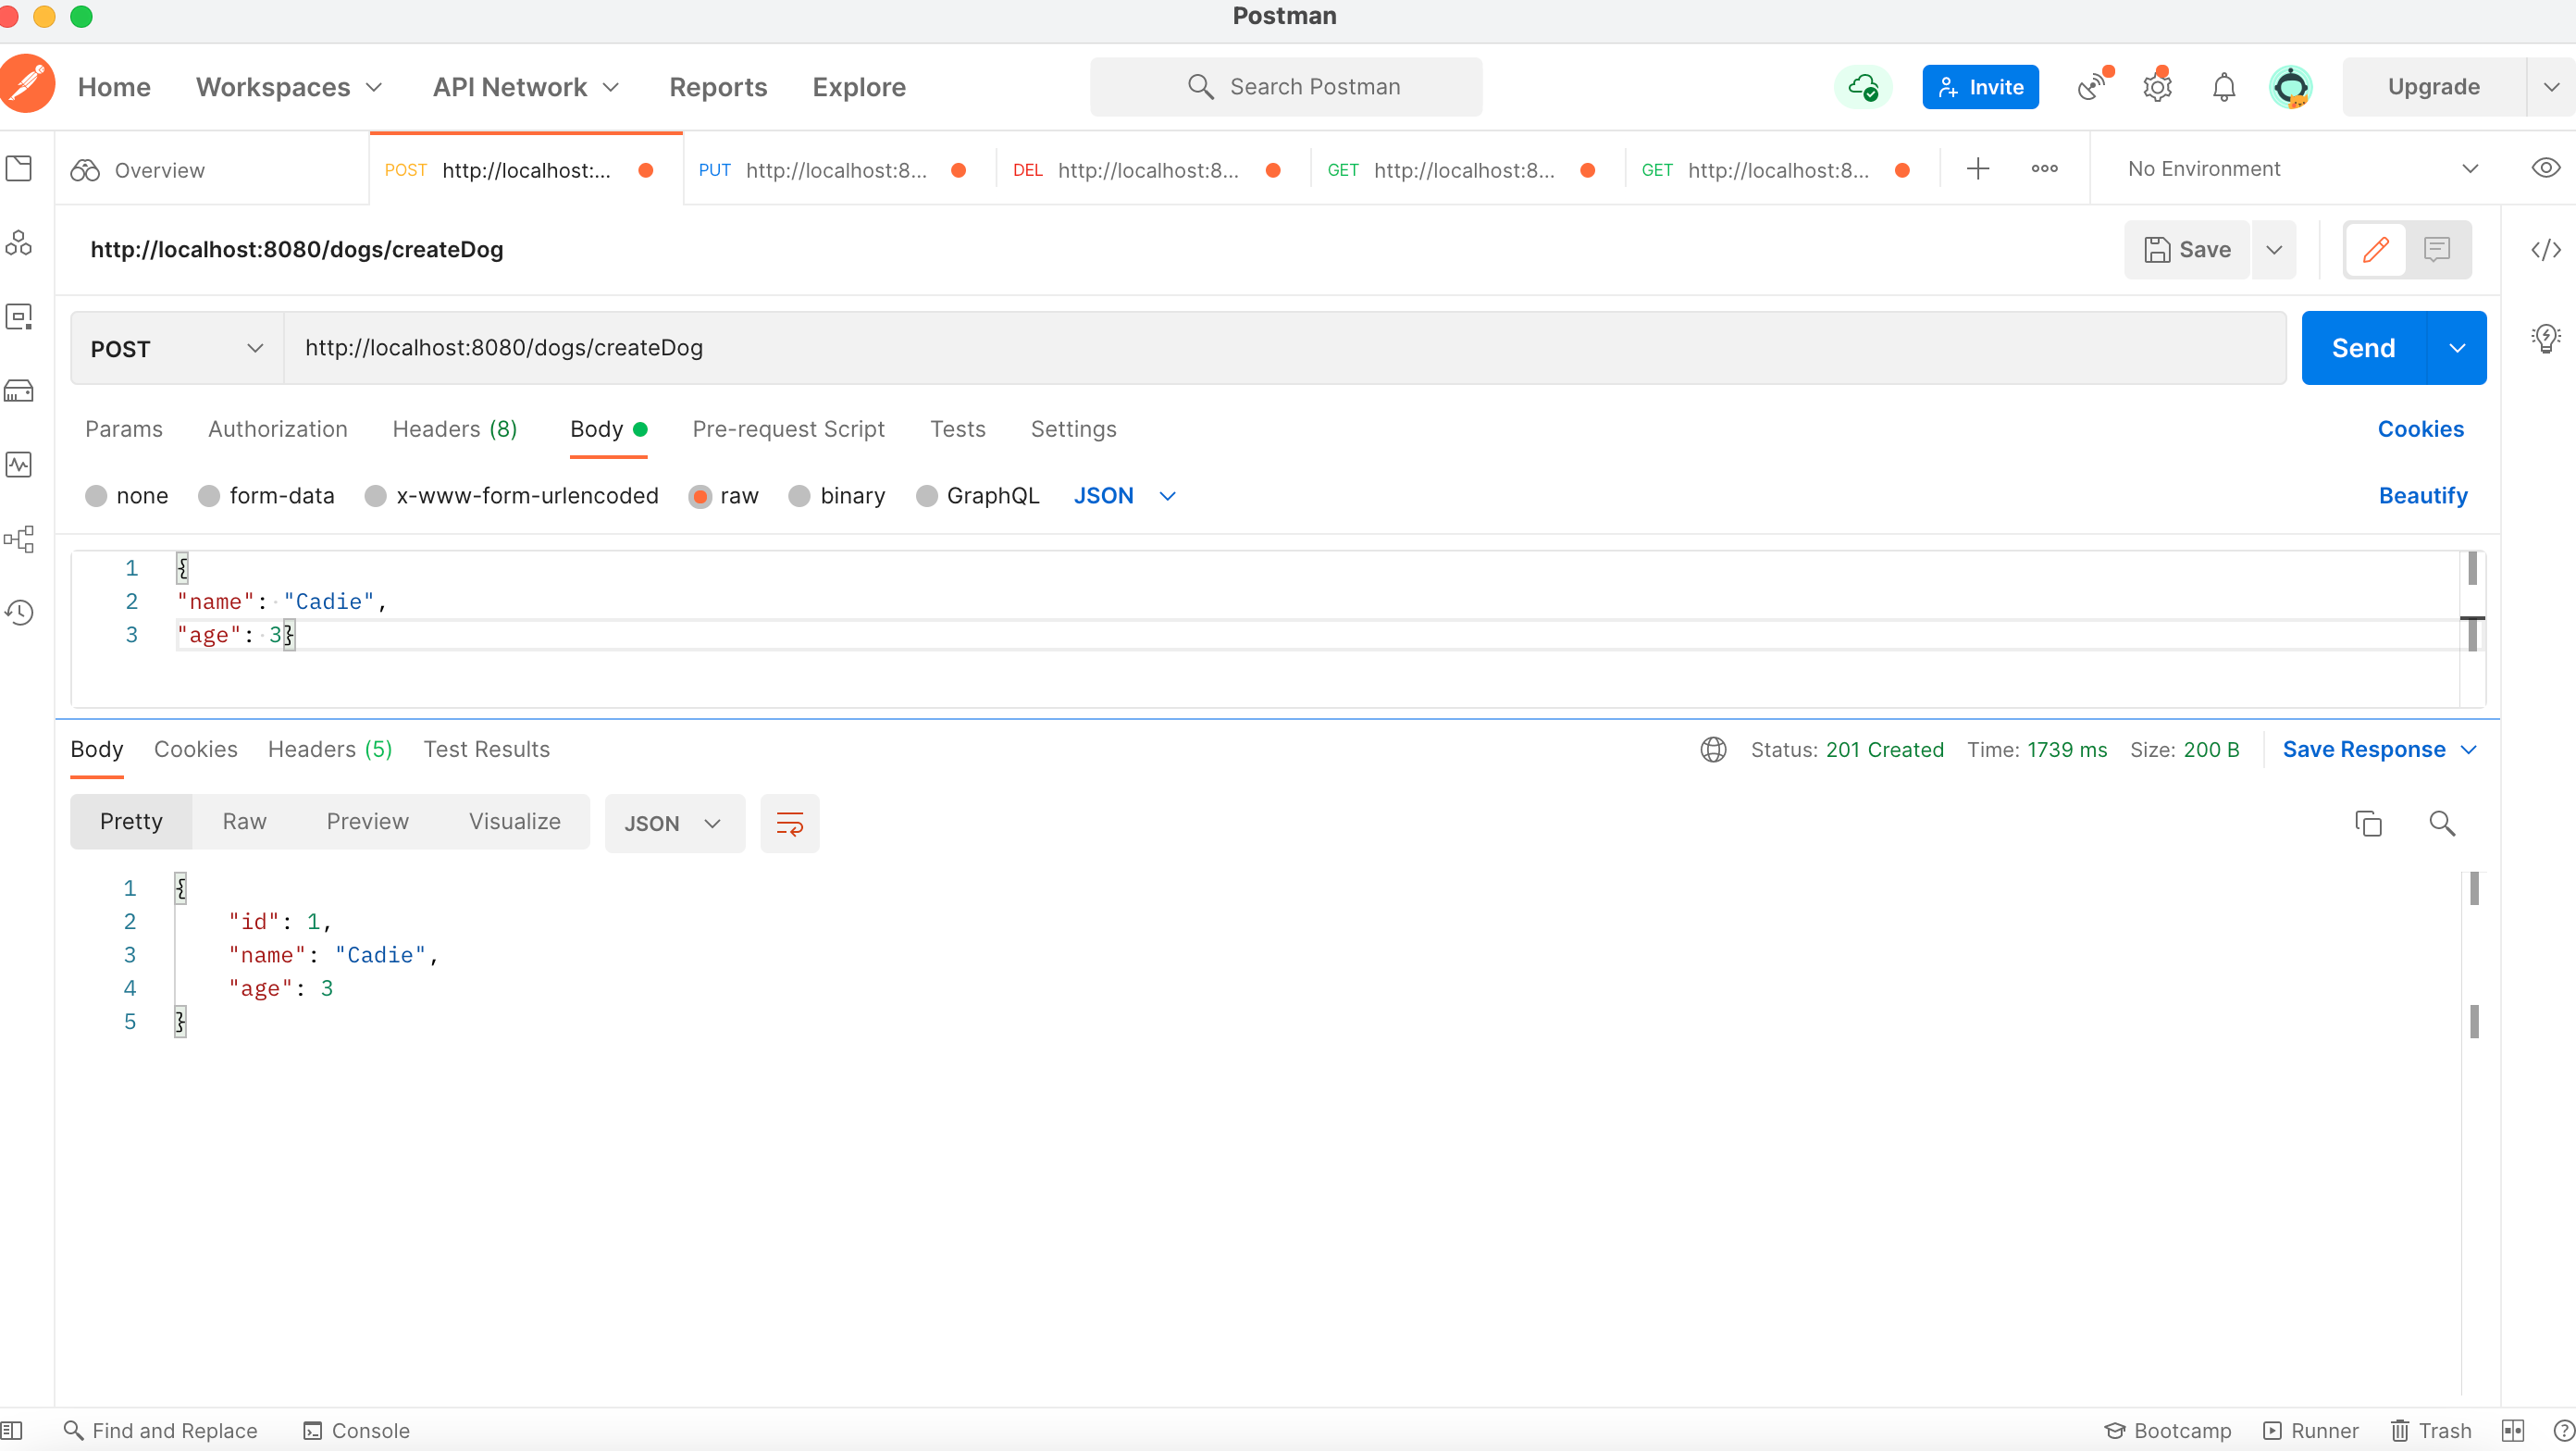 Postman
Home Workspaces API Network Reports Explore Search Postman Invite Upgrade
Overview POST http://localhost:... PUT http://localhost:8... DEL http://localhost:8... GET http://localhost:8... GET http://localhost:8... No Environment
http://localhost:8080/dogs/createDog Save
POST http://localhost:8080/dogs/createDog Send
Params Authorization Headers (8) Body Pre-request Script Tests Settings Cookies
none form-data x-www-form-urlencoded raw binary GraphQL JSON Beautify
1 {
2 "name": "Cadie",
3 "age": 3}
Body Cookies Headers (5) Test Results Status: 201 Created Time: 1739 ms Size: 200 B Save Response
Pretty Raw Preview Visualize JSON
1 {
2 "id": 1,
3 "name": "Cadie",
4 "age": 3
5 }
Find and Replace Console Bootcamp Runner Trash